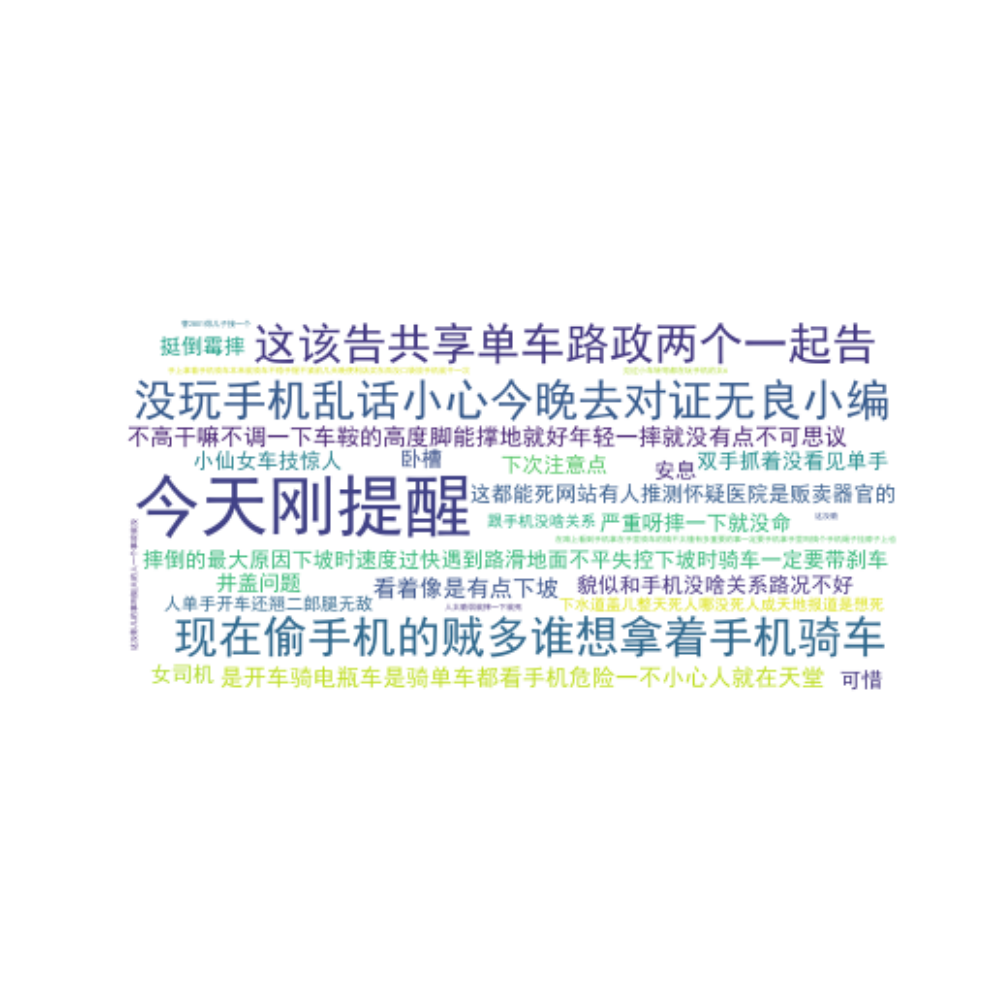 这该告共享单车路政两个一起告
挺倒霉摔
没玩手机乱话小心今晚去对证无良小编
不高干嘛不调一下车鞍的高度脚能撑地就好年轻一摔就没有点不可思议
小仙女车技惊人
卧槽
下次注意点
安息
双手抓着没看见单手
今天刚提醒
这都能死网站有人推测怀疑医院是贩卖器官的
跟手机没啥关系
严重呀摔一下就没命
摔倒的最大原因下坡时速度过快遇到路滑地面不平失控下坡时骑车一定要带刹车
井盖问题
看着像是有点下坡
貌似和手机没啥关系路况不好
人单手开车还翘二郎腿无敌
下水道盖儿整天死人哪没死人成天地报道是想死
现在偷手机的贼多谁想拿着手机骑车
女司机
是开车骑电瓶车是骑单车都看手机危险一不小心人就在天堂
可惜